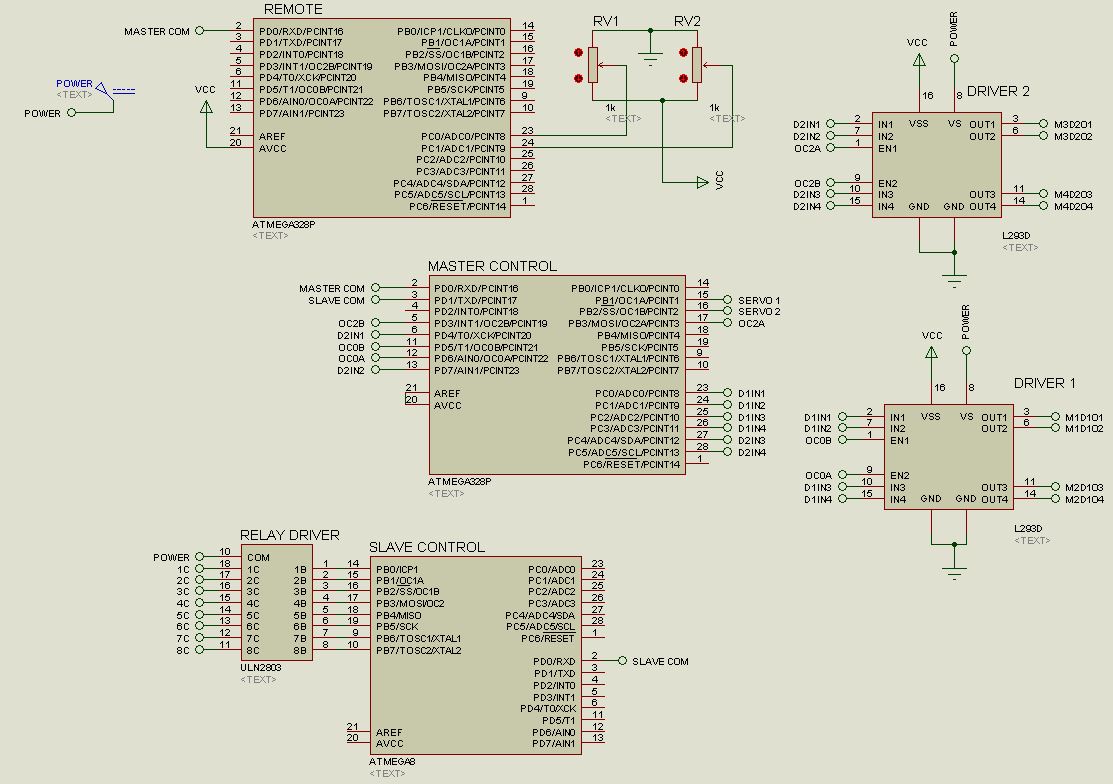 REMOTE
MASTER COM
2 PD0/RXD/PCINT16 PB0/ICP1/CLKO/PCINT0 14
3 PD1/TXD/PCINT17 PB1/OC1A/PCINT1 15
4 PD2/INT0/PCINT18 PB2/SS/OC1B/PCINT2 16
5 PD3/INT1/OC2B/PCINT19 PB3/MOSI/OC2A/PCINT3 17
6 PD4/T0/XCK/PCINT20 PB4/MISO/PCINT4 18
11 PD5/T1/OC0B/PCINT21 PB5/SCK/PCINT5 19
12 PD6/AIN0/OC0A/PCINT22 PB6/TOSC1/XTAL1/PCINT6 9
13 PD7/AIN1/PCINT23 PB7/TOSC2/XTAL2/PCINT7 10
21 AREF PC0/ADC0/PCINT8 23
20 AVCC PC1/ADC1/PCINT9 24
PC2/ADC2/PCINT10 25
PC3/ADC3/PCINT11 26
PC4/ADC4/SDA/PCINT12 27
PC5/ADC5/SCL/PCINT13 28
PC6/RESET/PCINT14 1
ATMEGA328P
<TEXT>
POWER
<TEXT>
POWER
VCC
RV1
RV2
1k
<TEXT>
1k
<TEXT>
VCC
DRIVER 2
VCC
POWER
16
8
VSS VS
D2IN1 2 IN1 OUT1 3 M3D2O1
D2IN2 7 IN2 OUT2 6 M3D2O2
OC2A 1 EN1
OC2B 9 EN2
D2IN3 10 IN3 OUT3 11 M4D2O3
D2IN4 15 IN4 GND GND OUT4 14 M4D2O4
L293D
<TEXT>
MASTER CONTROL
MASTER COM 2 PD0/RXD/PCINT16 PB0/ICP1/CLKO/PCINT0 14
SLAVE COM 3 PD1/TXD/PCINT17 PB1/OC1A/PCINT1 15 SERVO 1
4 PD2/INT0/PCINT18 PB2/SS/OC1B/PCINT2 16 SERVO 2
OC2B 5 PD3/INT1/OC2B/PCINT19 PB3/MOSI/OC2A/PCINT3 17 OC2A
D2IN1 6 PD4/T0/XCK/PCINT20 PB4/MISO/PCINT4 18
OC0B 11 PD5/T1/OC0B/PCINT21 PB5/SCK/PCINT5 19
OC0A 12 PD6/AIN0/OC0A/PCINT22 PB6/TOSC1/XTAL1/PCINT6 9
D2IN2 13 PD7/AIN1/PCINT23 PB7/TOSC2/XTAL2/PCINT7 10
21 AREF PC0/ADC0/PCINT8 23 D1IN1
20 AVCC PC1/ADC1/PCINT9 24 D1IN2
PC2/ADC2/PCINT10 25 D1IN3
PC3/ADC3/PCINT11 26 D1IN4
PC4/ADC4/SDA/PCINT12 27 D2IN3
PC5/ADC5/SCL/PCINT13 28 D2IN4
PC6/RESET/PCINT14 1
ATMEGA328P
<TEXT>
DRIVER 1
VCC
POWER
16
8
VSS VS
D1IN1 2 IN1 OUT1 3 M1D1O1
D1IN2 7 IN2 OUT2 6 M1D1O2
OC0B 1 EN1
OC0A 9 EN2
D1IN3 10 IN3 OUT3 11 M2D1O3
D1IN4 15 IN4 GND GND OUT4 14 M2D1O4
L293D
<TEXT>
RELAY DRIVER
POWER 10 COM
1C 18 1C 1B 1
2C 17 2C 2B 2
3C 16 3C 3B 3
4C 15 4C 4B 4
5C 14 5C 5B 5
6C 13 6C 6B 6
7C 12 7C 7B 7
8C 11 8C 8B 8
ULN2803
<TEXT>
SLAVE CONTROL
14 PB0/ICP1 PC0/ADC0 23
15 PB1/OC1A PC1/ADC1 24
16 PB2/SS/OC1B PC2/ADC2 25
17 PB3/MOSI/OC2 PC3/ADC3 26
18 PB4/MISO PC4/ADC4/SDA 27
19 PB5/SCK PC5/ADC5/SCL 28
9 PB6/TOSC1/XTAL1 PC6/RESET 1
10 PB7/TOSC2/XTAL2
PD0/RXD 2 SLAVE COM
PD1/TXD 3
PD2/INT0 4
PD3/INT1 5
PD4/T0/XCK 6
PD5/T1 11
21 AREF PD6/AIN0 12
20 AVCC PD7/AIN1 13
ATMEGA8
<TEXT>